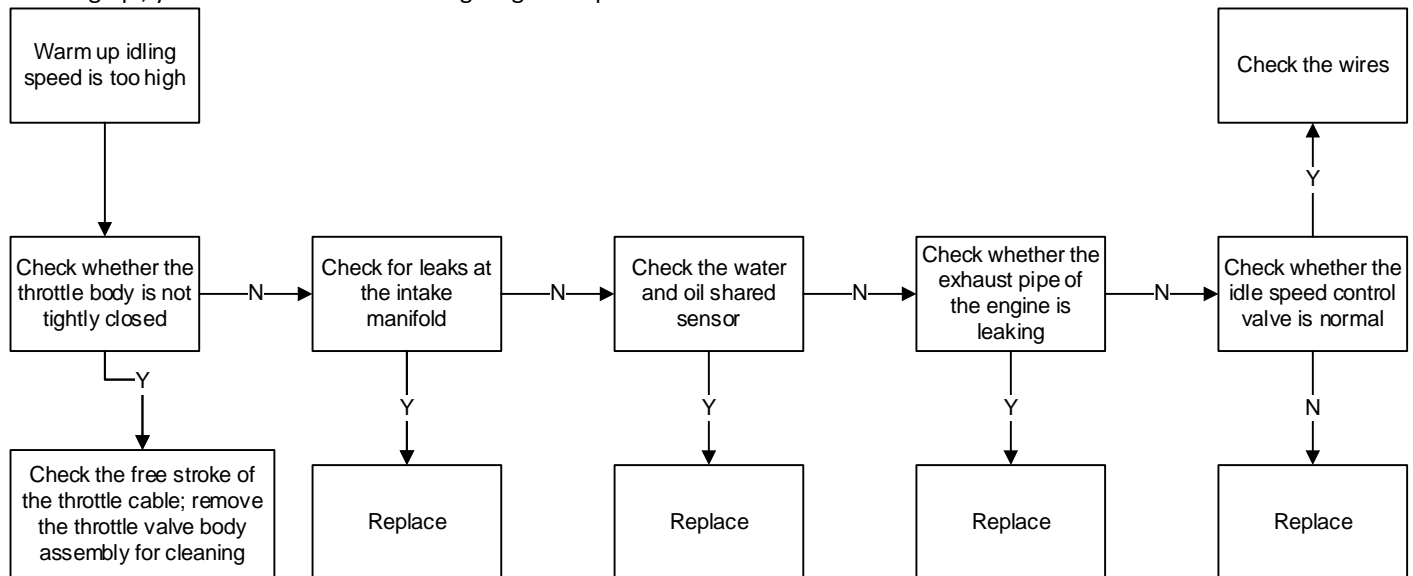 Warm up idling
speed is too high
Check the wires
Y
Check whether the
throttle body is not
tightly closed
N
Check for leaks at
the intake
manifold
N
Check the water
and oil shared
sensor
N
Check whether the
exhaust pipe of
the engine is
leaking
N
Check whether the
idle speed control
valve is normal
Y
Y
Y
Y
N
Check the free stroke of
the throttle cable; remove
the throttle valve body
assembly for cleaning
Replace
Replace
Replace
Replace